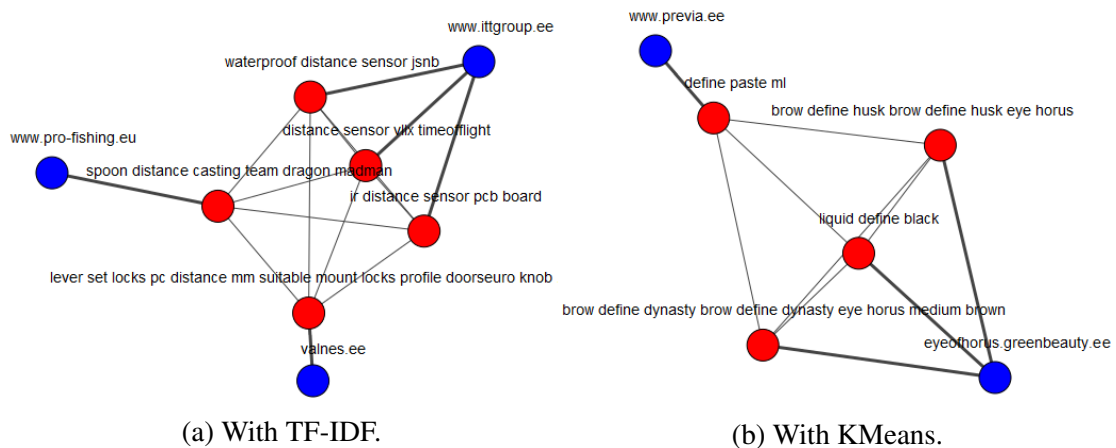 www.ittgroup.ee
waterproof distance sensor jsnb
distance sensor vllx timeofflight
www.pro-fishing.eu
spoon distance casting team dragon madman
ir distance sensor pcb board
lever set locks pc distance mm suitable mount locks profile doorseuro knob
valnes.ee
(a) With TF-IDF.
www.previa.ee
define paste ml
brow define husk brow define husk eye horus
liquid define black
brow define dynasty brow define dynasty eye horus medium brown
eyeofhorus.greenbeauty.ee
(b) With KMeans.